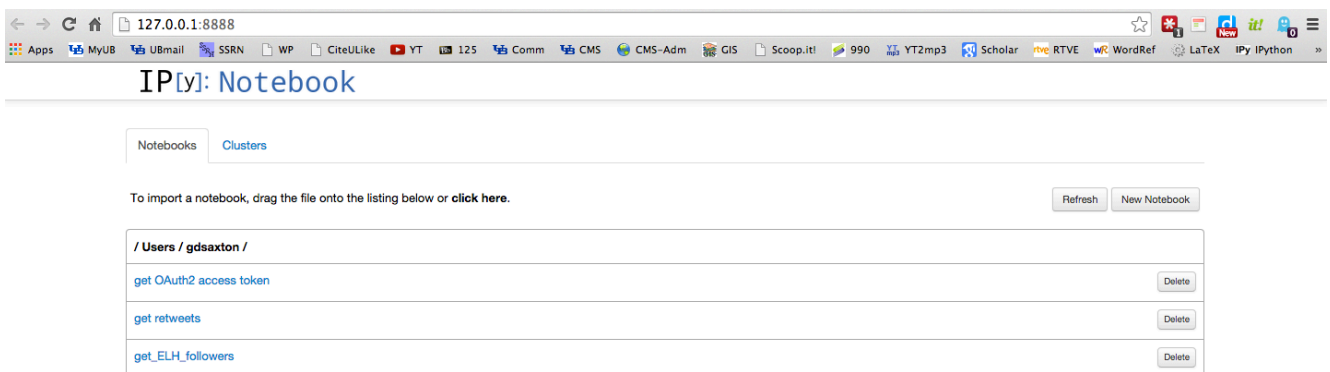 127.0.0.1:8888
Apps MyUB UBmail SSRN WP CiteULike YT 125 Comm CMS CMS-Adm GIS Scoop.it! 990 YT2mp3 Scholar RTVE WordRef LaTeX IPy IPython »
IP[y]: Notebook
Notebooks Clusters
To import a notebook, drag the file onto the listing below or click here. Refresh New Notebook
/ Users / gdsaxton /
get OAuth2 access token Delete
get retweets Delete
get_ELH_followers Delete